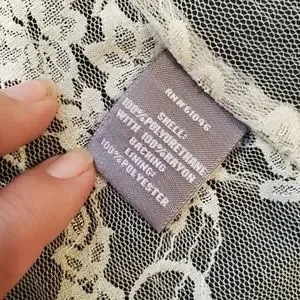 RN#61046
SHELL:
100%POLYURETHANE
WITH 100%RAYON
BACKING
LINING:
100%POLYESTER